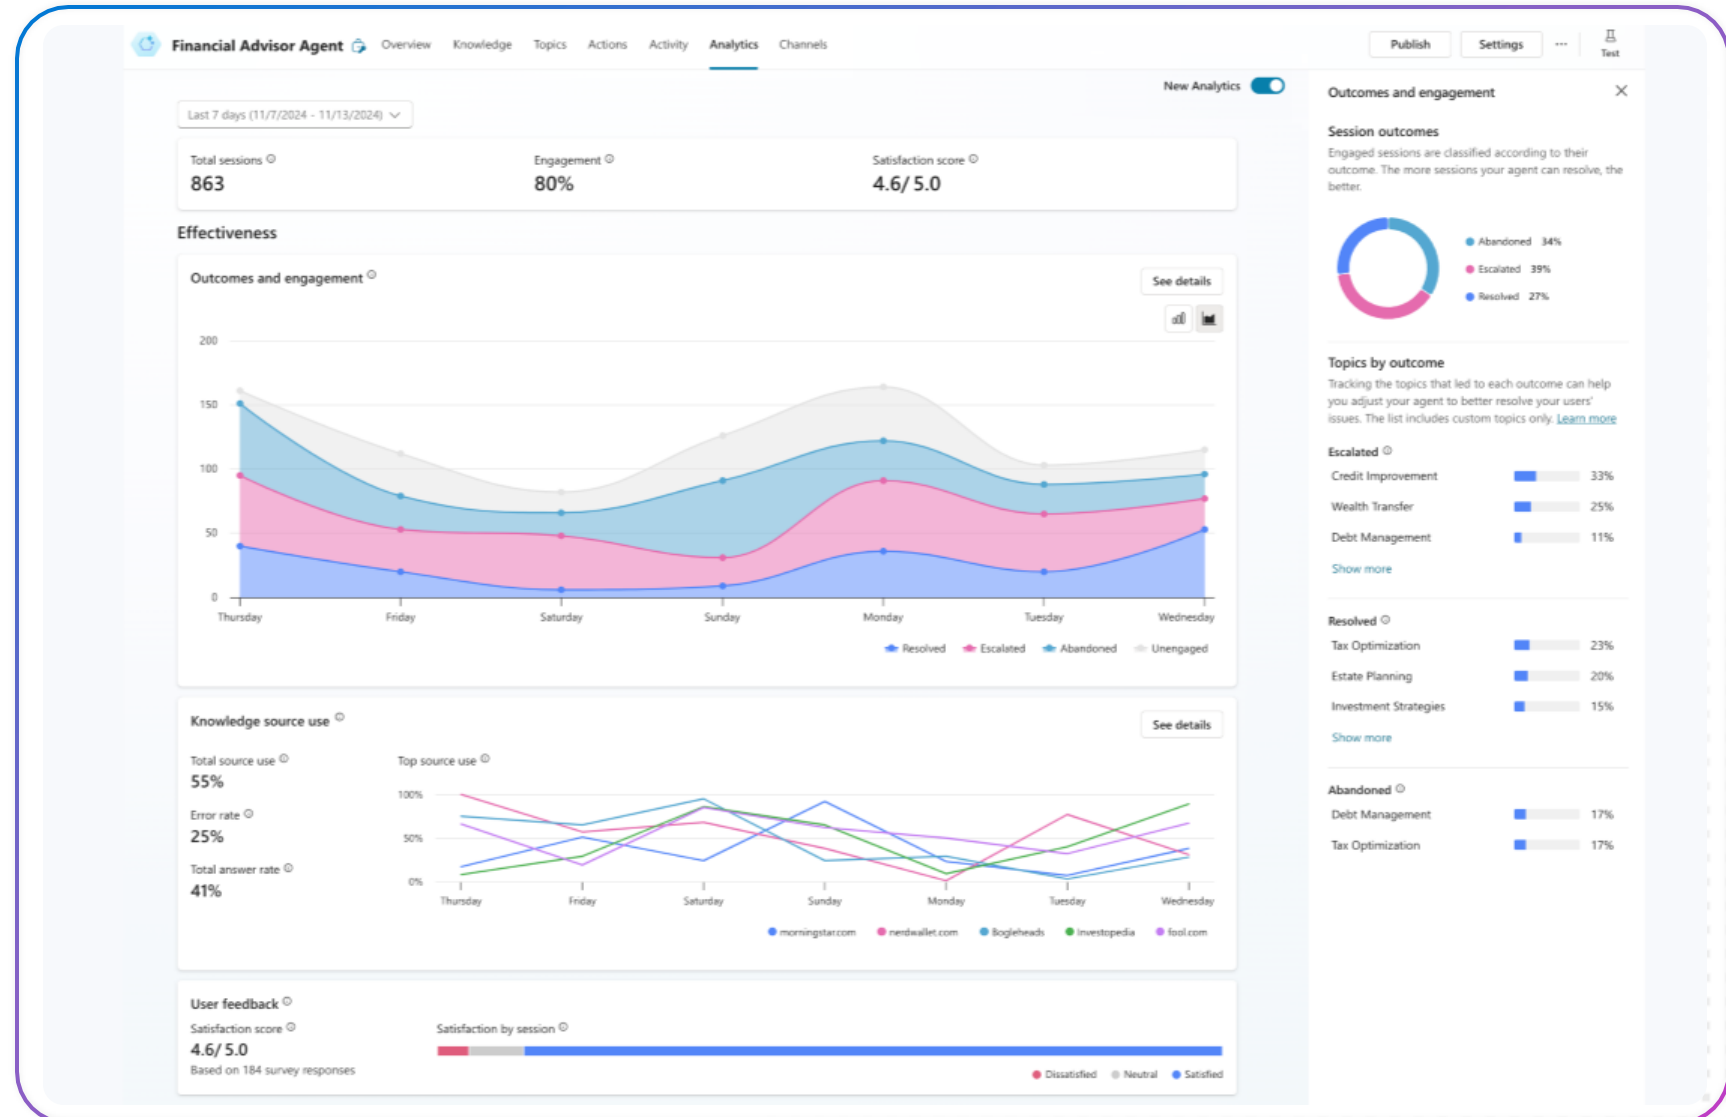 Financial Advisor Agent Overview Knowledge Topics Actions Activity Analytics Channels Publish Settings ··· Test
New Analytics
Last 7 days (11/7/2024 - 11/13/2024)
Total sessions Engagement Satisfaction score
863 80% 4.6/5.0
Effectiveness
Outcomes and engagement See details
200
150
100
50
0
Thursday Friday Saturday Sunday Monday Tuesday Wednesday
Resolved Escalated Abandoned Unengaged
Knowledge source use See details
Total source use
55%
Error rate
25%
Total answer rate
41%
Top source use
100%
50%
0%
Thursday Friday Saturday Sunday Monday Tuesday Wednesday
morningstar.com nerdwallet.com Bogleheads Investopedia fool.com
User feedback
Satisfaction score
4.6/5.0
Based on 184 survey responses
Satisfaction by session
Dissatisfied Neutral Satisfied
Outcomes and engagement
Session outcomes
Engaged sessions are classified according to their
outcome. The more sessions your agent can resolve, the
better.
Abandoned 34%
Escalated 39%
Resolved 27%
Topics by outcome
Tracking the topics that led to each outcome can help
you adjust your agent to better resolve your users'
issues. The list includes custom topics only. Learn more
Escalated
Credit Improvement 33%
Wealth Transfer 25%
Debt Management 11%
Show more
Resolved
Tax Optimization 23%
Estate Planning 20%
Investment Strategies 15%
Show more
Abandoned
Debt Management 17%
Tax Optimization 17%